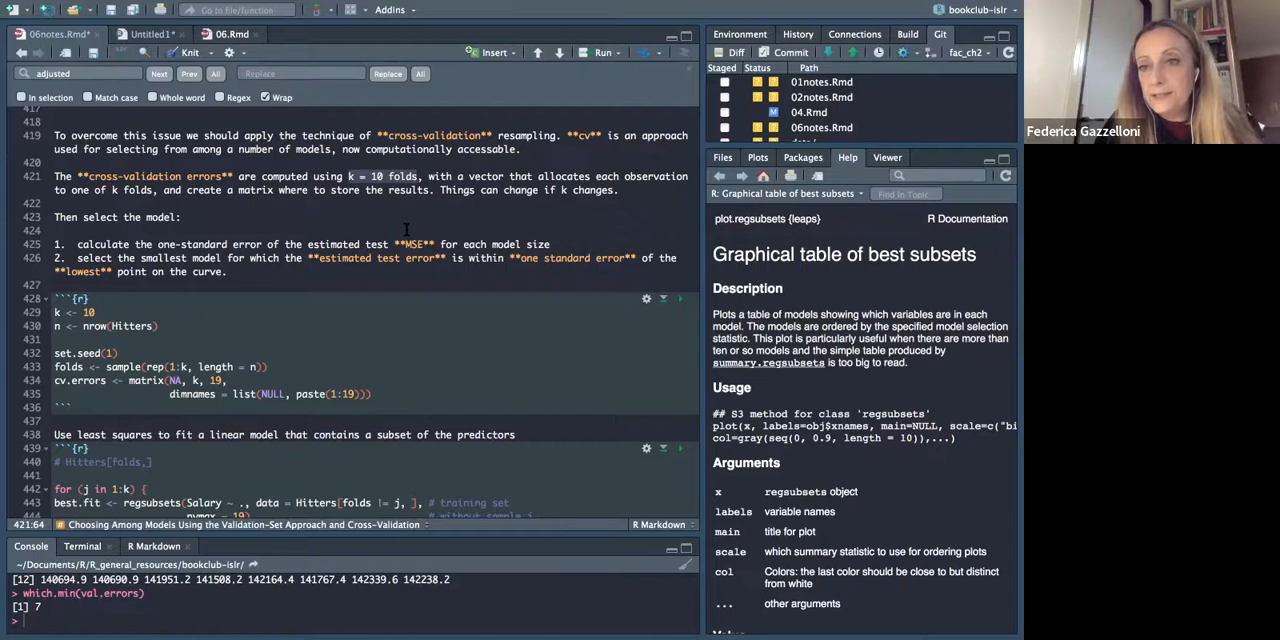 Go to file/function
Addins
bookclub-islr
06notes.Rmd*
Untitled1*
06.Rmd
Knit
Insert
Run
adjusted
Next
Prev
All
Replace
Replace
All
In selection
Match case
Whole word
Regex
Wrap
417
418
419 To overcome this issue we should apply the technique of **cross-validation** resampling. **cv** is an approach
used for selecting from among a number of models, now computationally accessable.
420
421 The **cross-validation errors** are computed using k = 10 folds, with a vector that allocates each observation
to one of k folds, and create a matrix where to store the results. Things can change if k changes.
422
423 Then select the model:
424
425 1. calculate the one-standard error of the estimated test **MSE** for each model size
426 2. select the smallest model for which the **estimated test error** is within **one standard error** of the
**lowest** point on the curve.
427
428 ```{r}
429 k <- 10
430 n <- nrow(Hitters)
431
432 set.seed(1)
433 folds <- sample(rep(1:k, length = n))
434 cv.errors <- matrix(NA, k, 19,
435 dimnames = list(NULL, paste(1:19)))
436 ```
437
438 Use least squares to fit a linear model that contains a subset of the predictors
439 ```{r}
440 # Hitters[folds,]
441
442 for (j in 1:k) {
443 best.fit <- regsubsets(Salary ~ ., data = Hitters[folds != j, ], # training set
444 nvmax = 19) # without sample j
421:64 Choosing Among Models Using the Validation-Set Approach and Cross-Validation R Markdown
Console Terminal R Markdown
~/Documents/R/R_general_resources/bookclub-islr/
[12] 140694.9 140690.9 141951.2 141508.2 142164.4 141767.4 142339.6 142238.2
> which.min(val.errors)
[1] 7
>
Environment History Connections Build Git
Diff Commit fac_ch2
Staged Status Path
01notes.Rmd
02notes.Rmd
M 04.Rmd
06notes.Rmd
Files Plots Packages Help Viewer
R: Graphical table of best subsets Find in Topic
plot.regsubsets {leaps} R Documentation
Graphical table of best subsets
Description
Plots a table of models showing which variables are in each
model. The models are ordered by the specified model selection
statistic. This plot is particularly useful when there are more than
ten or so models and the simple table produced by
summary.regsubsets is too big to read.
Usage
## S3 method for class 'regsubsets'
plot(x, labels=obj$xnames, main=NULL, scale=c("bi
col=gray(seq(0, 0.9, length = 10)),...)
Arguments
x regsubsets object
labels variable names
main title for plot
scale which summary statistic to use for ordering plots
col Colors: the last color should be close to but distinct
from white
... other arguments
Federica Gazzelloni